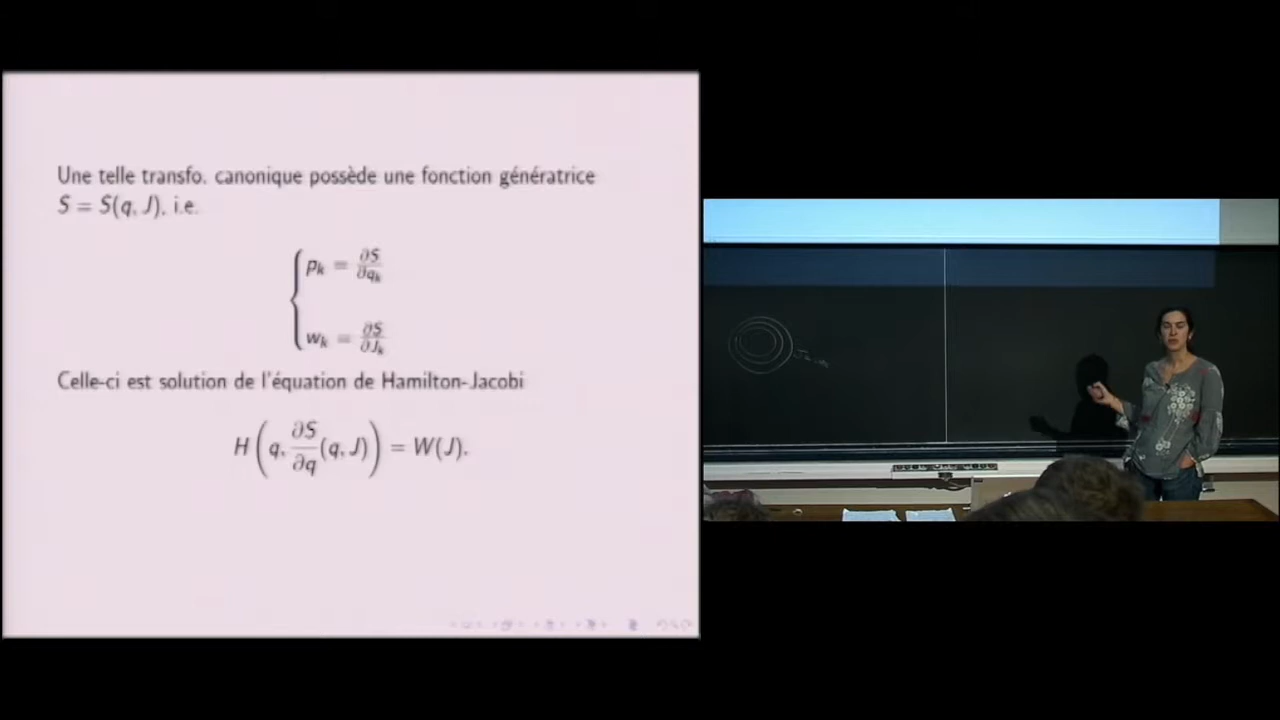 Une telle transfo. canonique possède une fonction génératrice
S = S(q, J), i.e.
p_k = ∂S/∂q_k
w_k = ∂S/∂J_k
Celle-ci est solution de l'équation de Hamilton-Jacobi
H(q, ∂S/∂q (q, J)) = W(J).